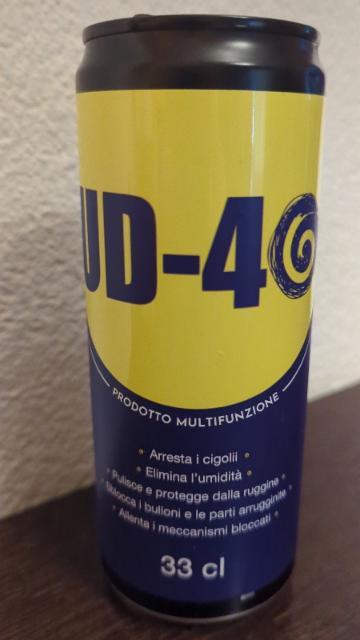 UD-40
PRODOTTO MULTIFUNZIONE
• Arresta i cigolii •
• Elimina l'umidità •
• Pulisce e protegge dalla ruggine •
• Sblocca i bulloni e le parti arrugginite •
• Allenta i meccanismi bloccati •
33 cl